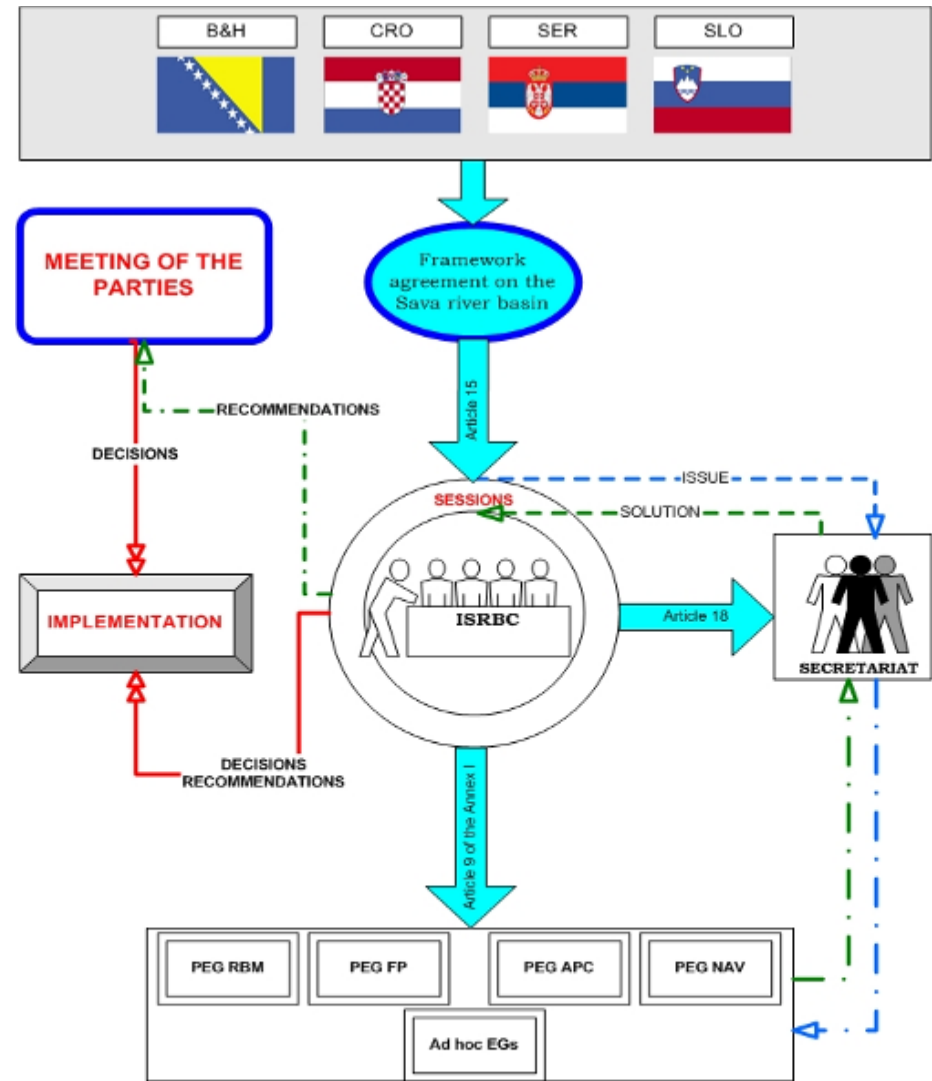 B&H
CRO
SER
SLO
MEETING OF THE
PARTIES
Framework
agreement on the
Sava river basin
Article 15
RECOMMENDATIONS
DECISIONS
ISSUE
SESSIONS
SOLUTION
ISRBC
Article 18
IMPLEMENTATION
SECRETARIAT
DECISIONS
RECOMMENDATIONS
Article 9 of the Annex I
PEG RBM
PEG FP
PEG APC
PEG NAV
Ad hoc EGs